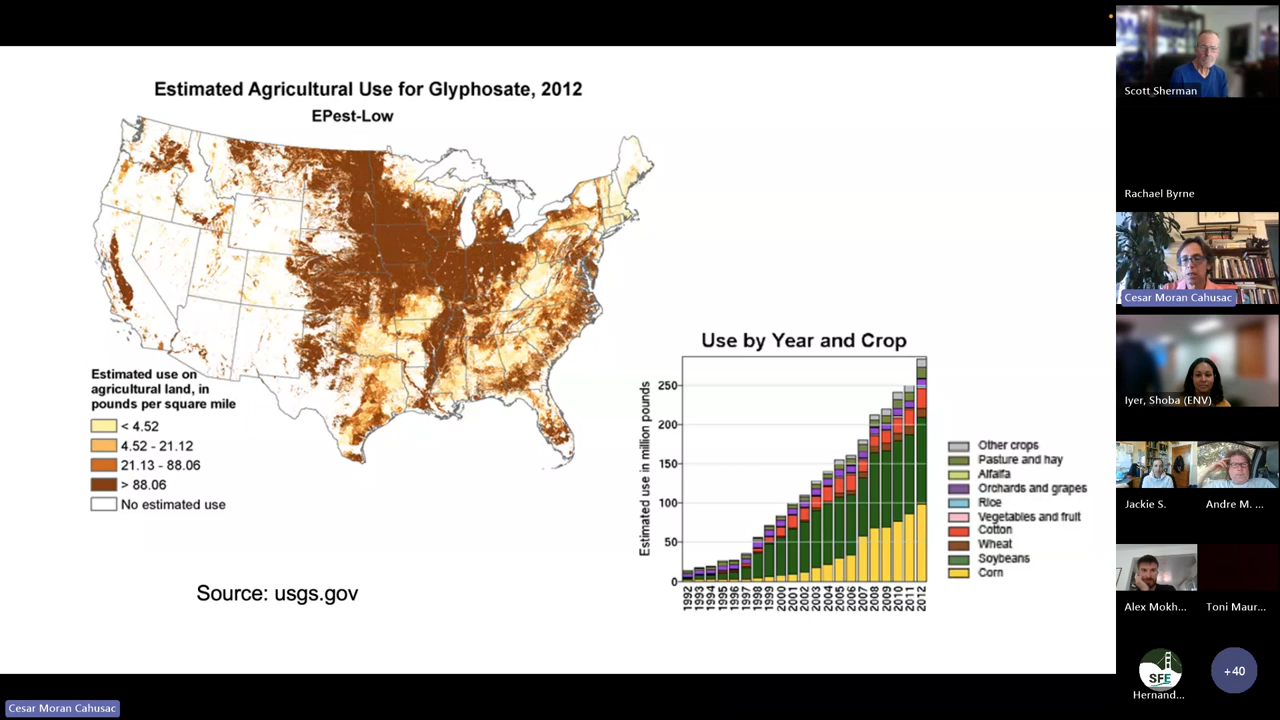 Estimated Agricultural Use for Glyphosate, 2012
EPest-Low
Estimated use on
agricultural land, in
pounds per square mile
< 4.52
4.52 - 21.12
21.13 - 88.06
> 88.06
No estimated use
Source: usgs.gov
Use by Year and Crop
Estimated use in million pounds
250
200
150
100
50
0
1992
1993
1994
1995
1996
1997
1998
1999
2000
2001
2002
2003
2004
2005
2006
2007
2008
2009
2010
2011
2012
Other crops
Pasture and hay
Alfalfa
Orchards and grapes
Rice
Vegetables and fruit
Cotton
Wheat
Soybeans
Corn
Scott Sherman
Rachael Byrne
Cesar Moran Cahusac
Iyer, Shoba (ENV)
Jackie S.
Andre M. ...
Alex Mokh...
Toni Maur...
SFE
Hernand...
+40
Cesar Moran Cahusac